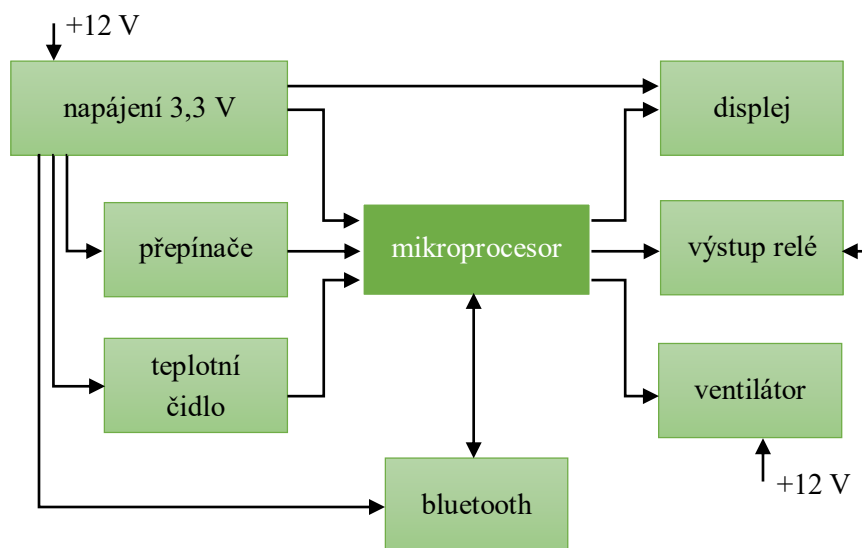 +12 V
napájení 3,3 V
displej
přepínače
mikroprocesor
výstup relé
teplotní
čidlo
ventilátor
+12 V
bluetooth